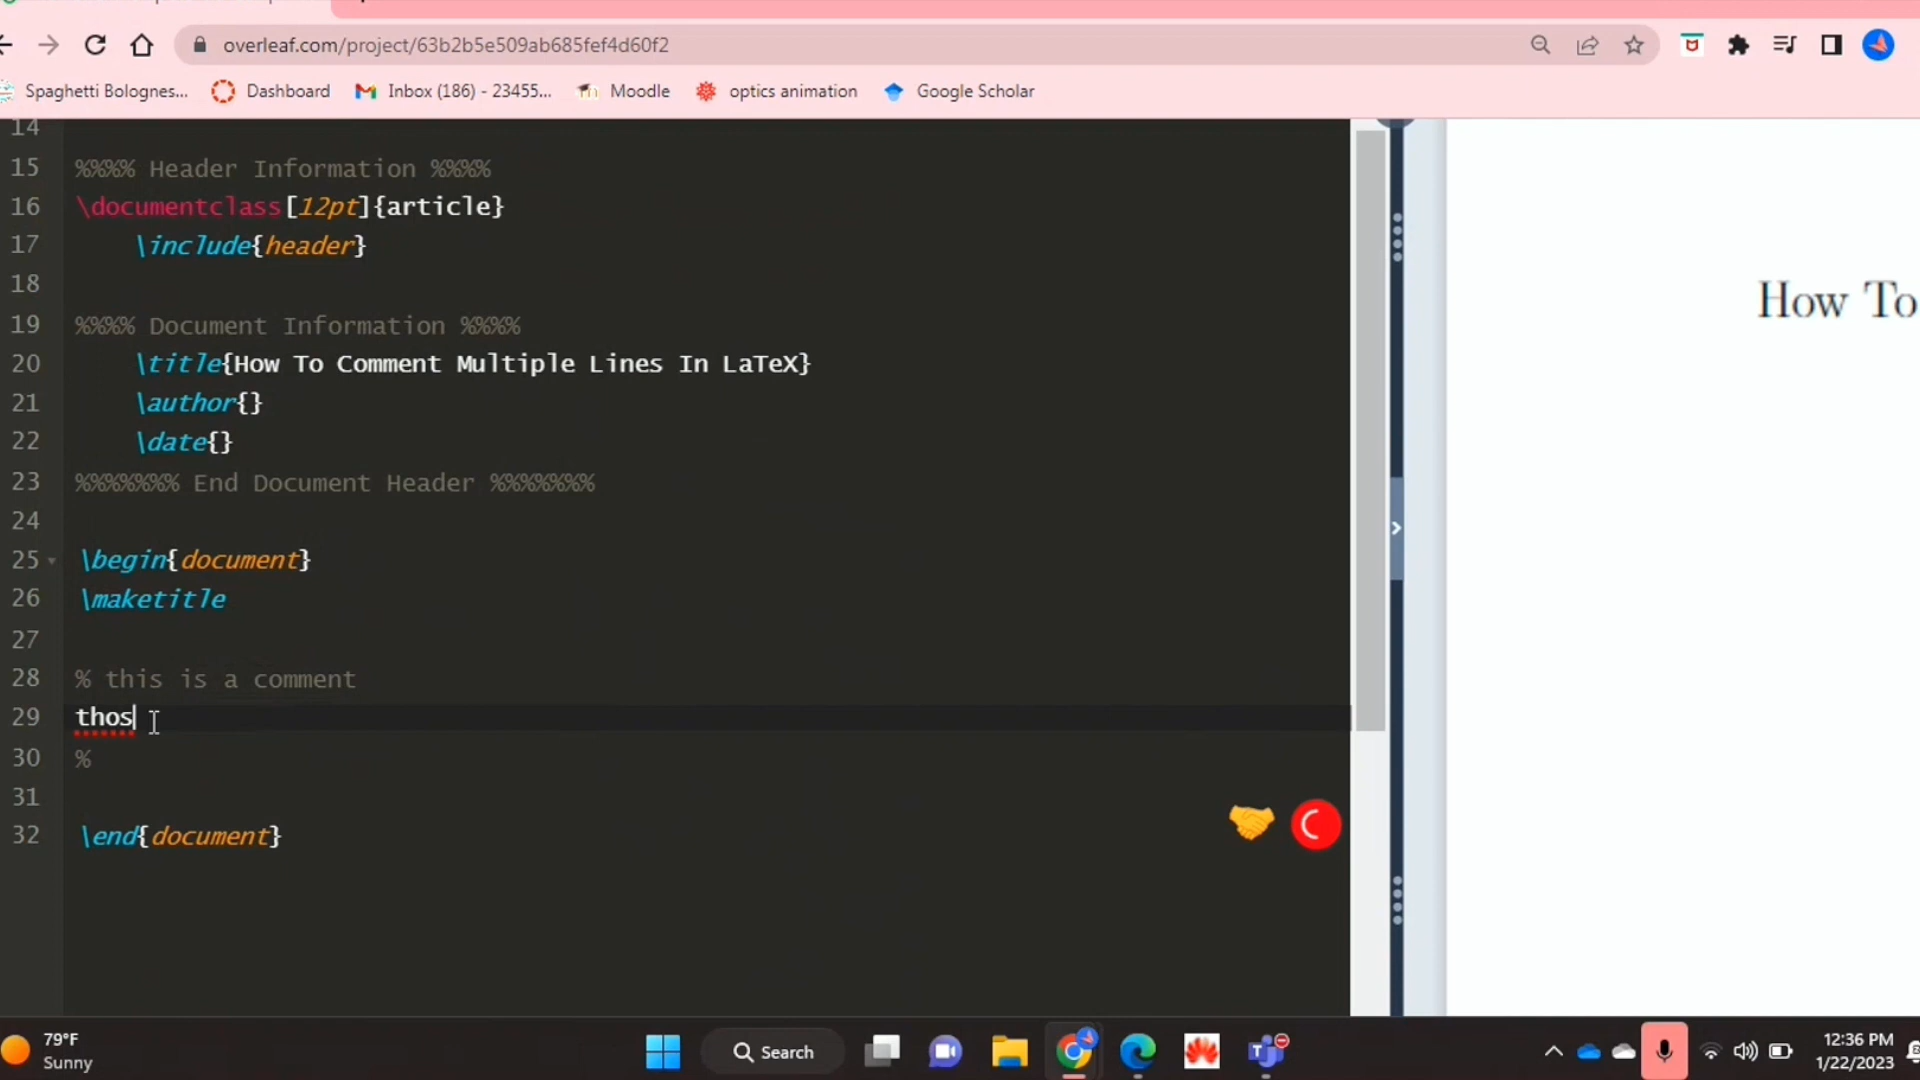 overleaf.com/project/63b2b5e509ab685fef4d60f2
Spaghetti Bolognes... Dashboard Inbox (186) - 23455... Moodle optics animation Google Scholar
14
15 %%%% Header Information %%%%
16 \documentclass[12pt]{article}
17 \include{header}
18
19 %%%% Document Information %%%%
20 \title{How To Comment Multiple Lines In LaTeX}
21 \author{}
22 \date{}
23 %%%%%%% End Document Header %%%%%%%
24
25 \begin{document}
26 \maketitle
27
28 % this is a comment
29 thos
30 %
31
32 \end{document}
How To
79°F
Sunny
Search
12:36 PM
1/22/2023